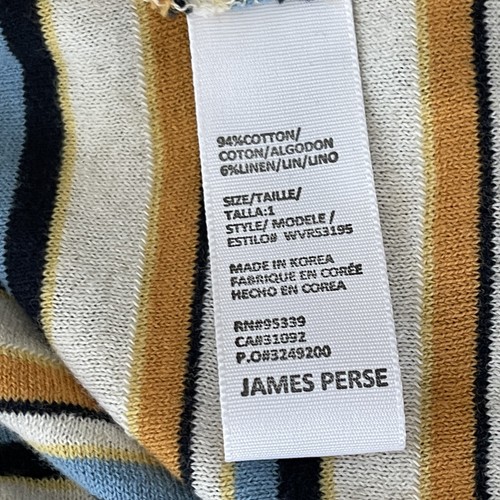 94%COTTON/
COTON/ALGODON
6%LINEN/LIN/LINO
SIZE/TAILLE/
TALLA:1
STYLE/ MODELE /
ESTILO# WVRS3195
MADE IN KOREA
FABRIQUE EN CORÉE
HECHO EN COREA
RN#95339
CA#31092
P.O#3249200
JAMES PERSE